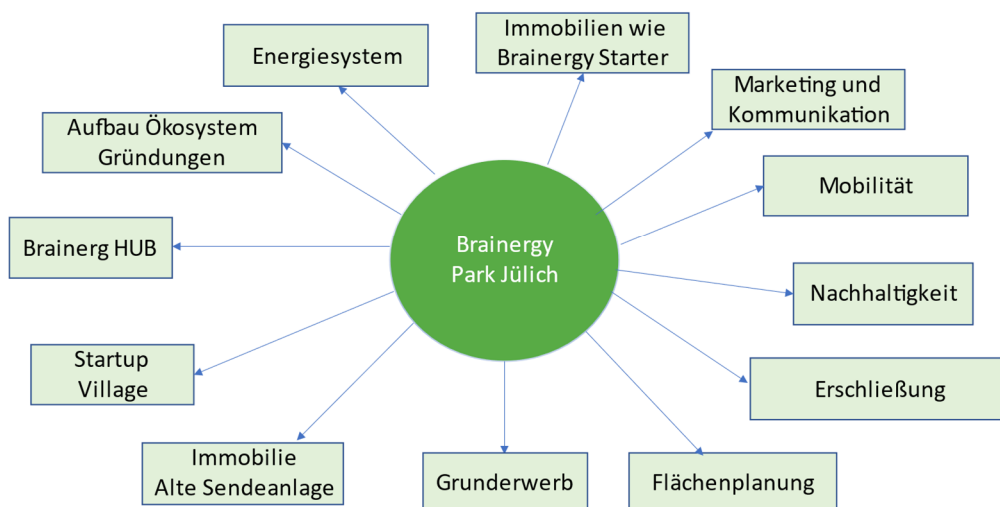 Immobilien wie
Brainergy Starter
Energiesystem
Marketing und
Kommunikation
Aufbau Ökosystem
Gründungen
Mobilität
Brainerg HUB
Brainergy
Park Jülich
Nachhaltigkeit
Startup
Village
Erschließung
Immobilie
Alte Sendeanlage
Grunderwerb
Flächenplanung